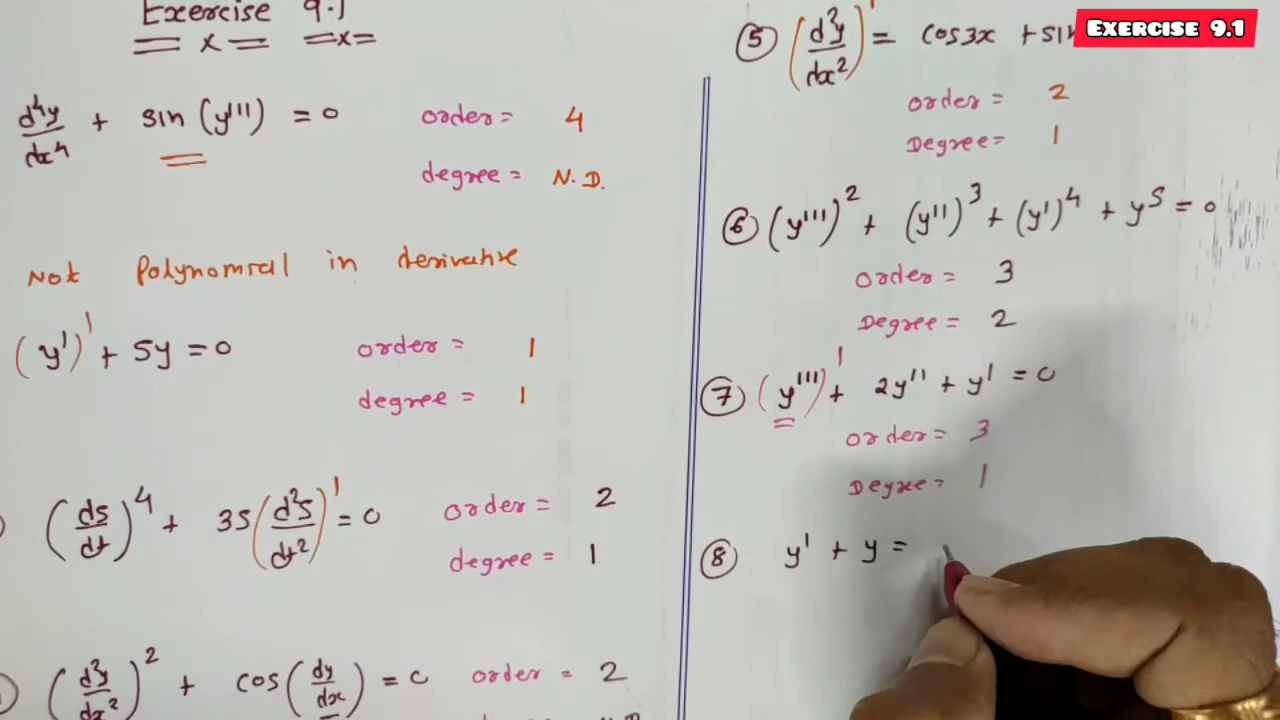 Exercise 9.1
= x = = x =
d⁴y/dx⁴ + sin (y''') = 0 order = 4
degree = N.D.
Not Polynomial in derivative
(y')¹ + 5y = 0 order = 1
degree = 1
(ds/dt)⁴ + 3s (d²s/dt²)¹ = 0 order = 2
degree = 1
(d²y/dx²)² + cos (dy/dx) = 0 order = 2
EXERCISE 9.1
⑤ (d²y/dx²)¹ = cos3x + sin
order = 2
Degree = 1
⑥ (y''')² + (y'')³ + (y')⁴ + y⁵ = 0
order = 3
Degree = 2
⑦ (y''')¹ + 2y'' + y' = 0
order = 3
Degree = 1
⑧ y' + y =